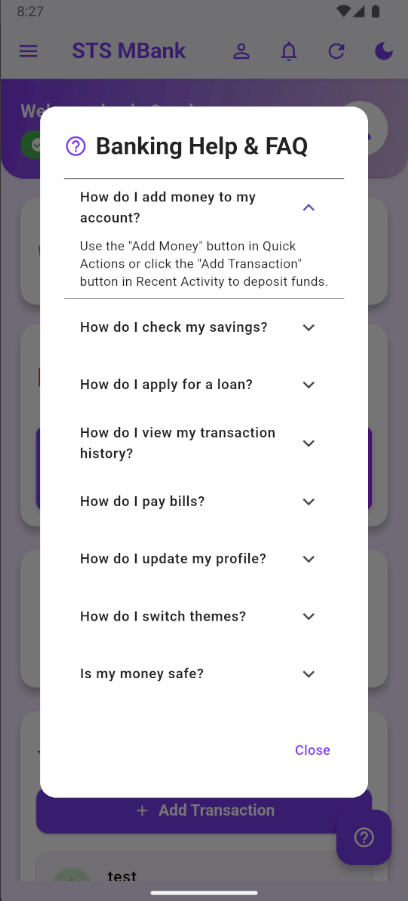 8:27
STS MBank
Banking Help & FAQ
How do I add money to my
account?
Use the "Add Money" button in Quick
Actions or click the "Add Transaction"
button in Recent Activity to deposit funds.
How do I check my savings?
How do I apply for a loan?
How do I view my transaction
history?
How do I pay bills?
How do I update my profile?
How do I switch themes?
Is my money safe?
Close
+ Add Transaction
test